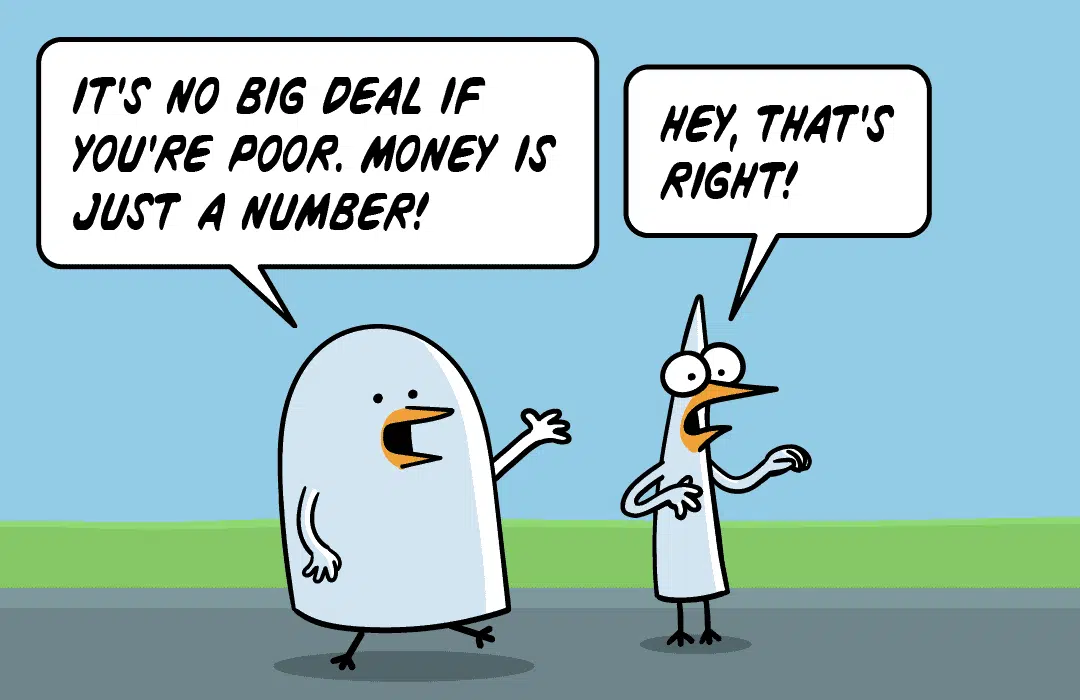 IT'S NO BIG DEAL IF
YOU'RE POOR. MONEY IS
JUST A NUMBER!
HEY, THAT'S
RIGHT!